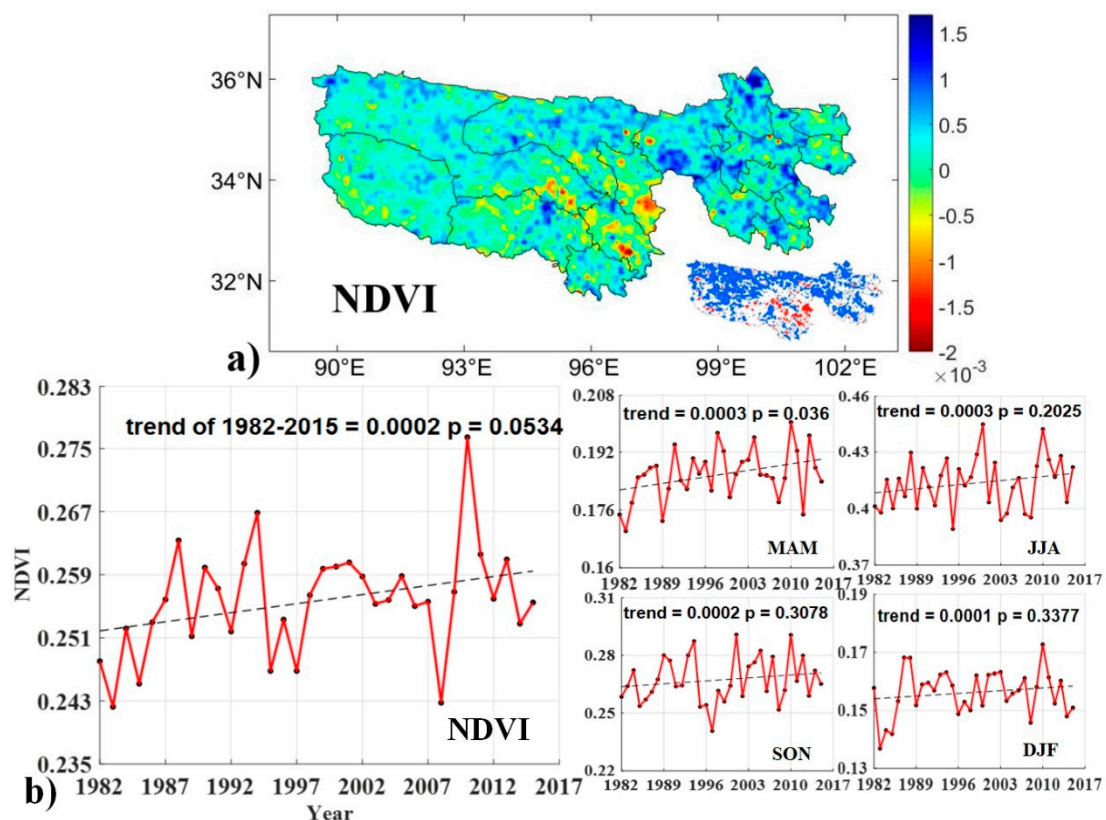 36°N
34°N
32°N
90°E
93°E
96°E
99°E
102°E
1.5
1
0.5
0
-0.5
-1
-1.5
-2
×10⁻³
NDVI
a)
0.283
0.275
0.267
0.259
0.251
0.243
0.235
NDVI
trend of 1982-2015 = 0.0002 p = 0.0534
NDVI
1982 1987 1992 1997 2002 2007 2012 2017
Year
b)
0.208
0.192
0.176
0.16
trend = 0.0003 p = 0.036
MAM
1982 1989 1996 2003 2010 2017
0.46
0.43
0.4
0.37
trend = 0.0003 p = 0.2025
JJA
1982 1989 1996 2003 2010 2017
0.31
0.28
0.25
0.22
trend = 0.0002 p = 0.3078
SON
1982 1989 1996 2003 2010 2017
0.19
0.17
0.15
0.13
trend = 0.0001 p = 0.3377
DJF
1982 1989 1996 2003 2010 2017